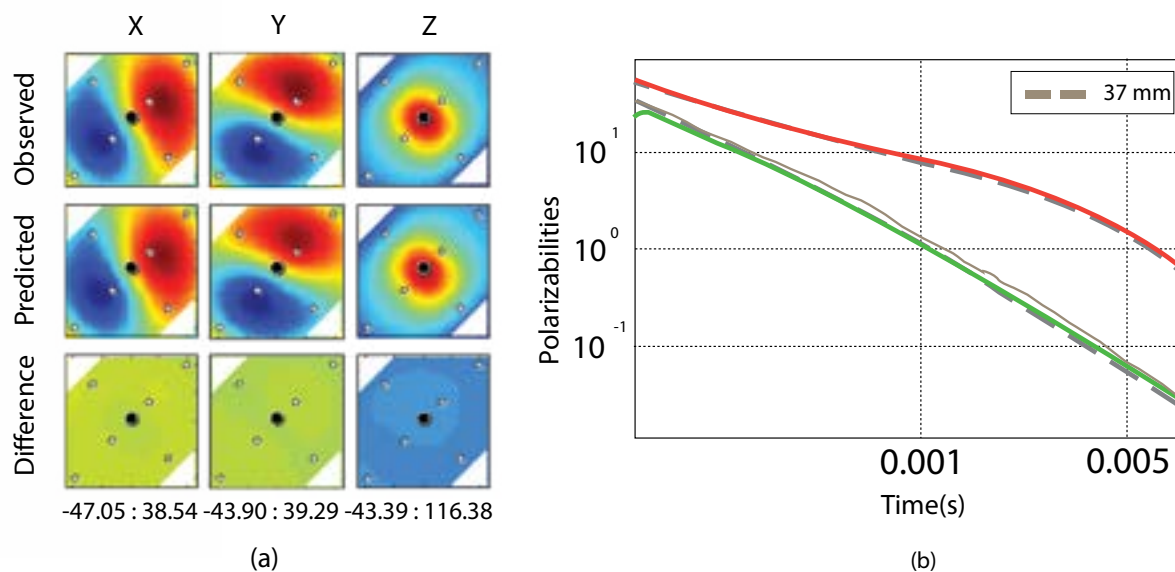 X Y Z
Observed
Predicted
Difference
-47.05 : 38.54 -43.90 : 39.29 -43.39 : 116.38
(a)
37 mm
10 1
10 0
10 -1
Polarizabilities
0.001 0.005
Time(s)
(b)